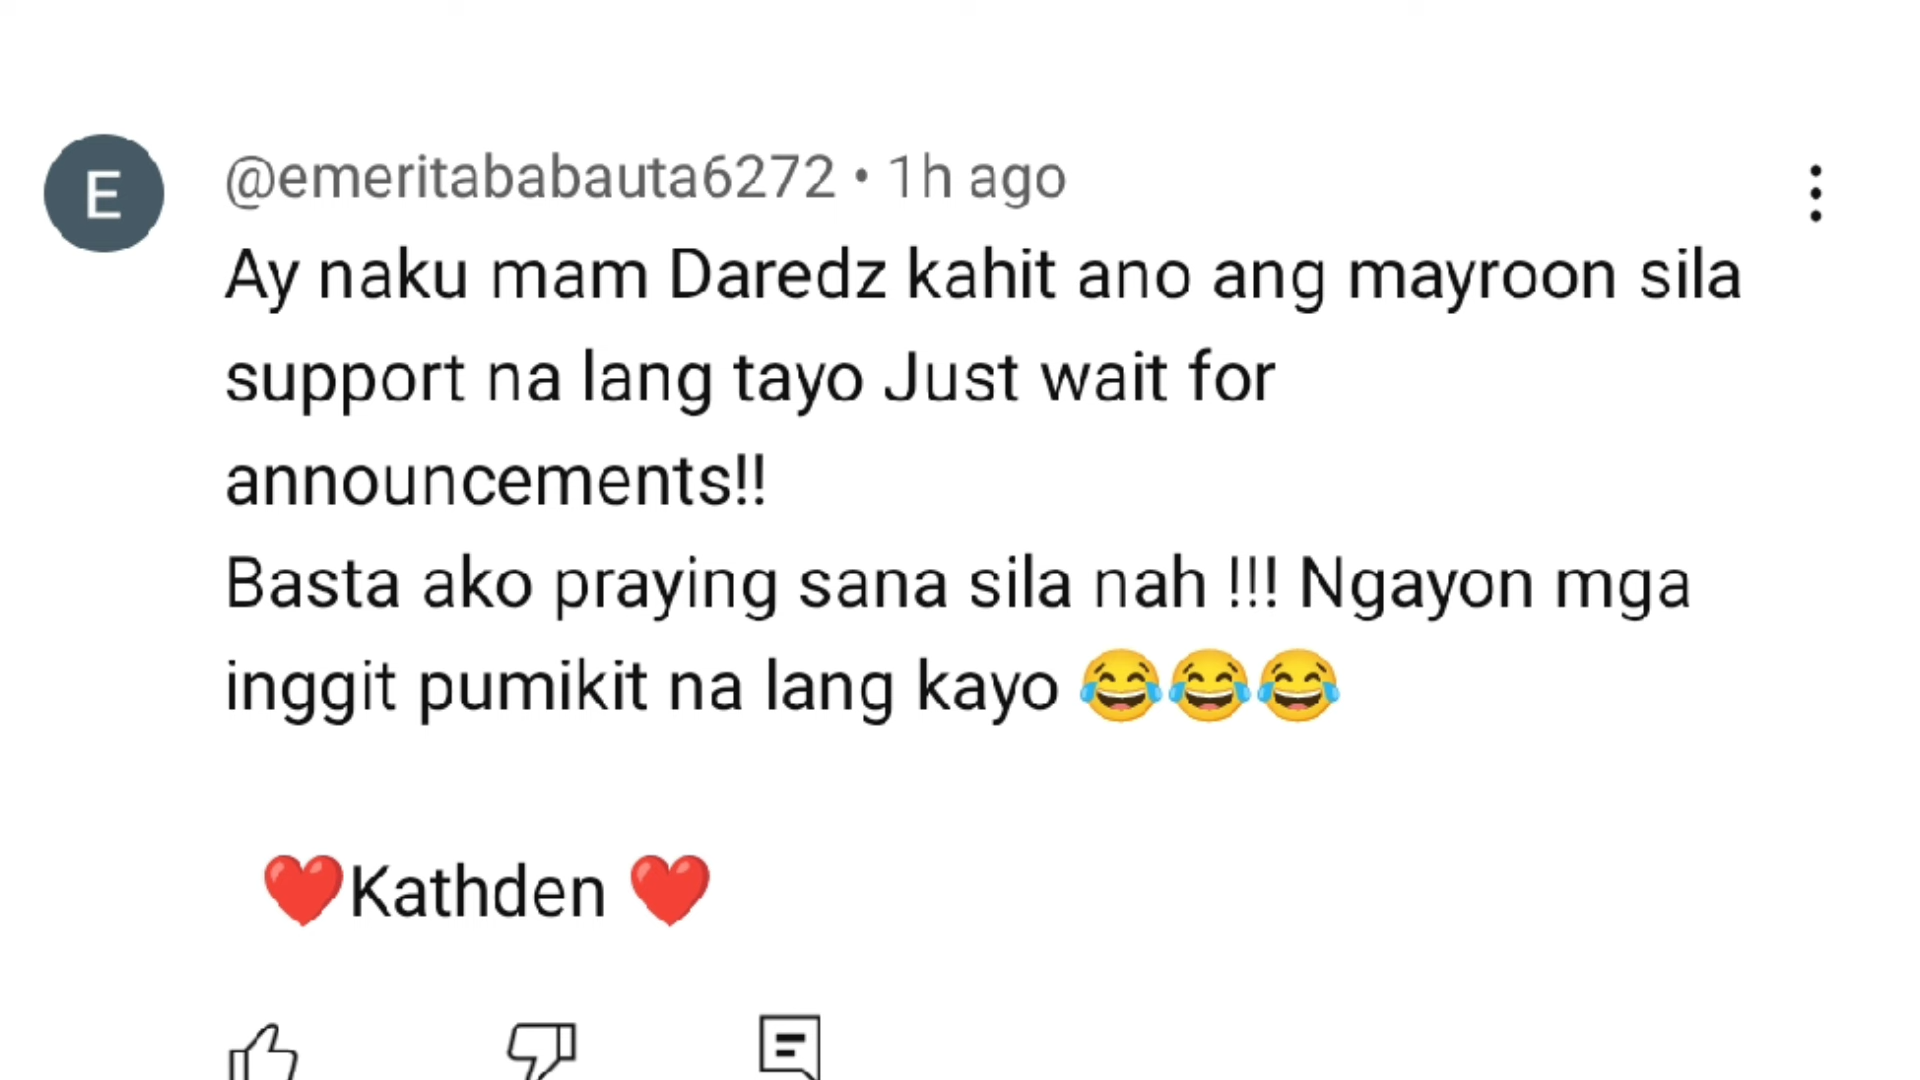 E
@emeritababauta6272 • 1h ago
Ay naku mam Daredz kahit ano ang mayroon sila
support na lang tayo Just wait for
announcements!!
Basta ako praying sana sila nah !!! Ngayon mga
inggit pumikit na lang kayo 😂😂😂
❤️Kathden ❤️